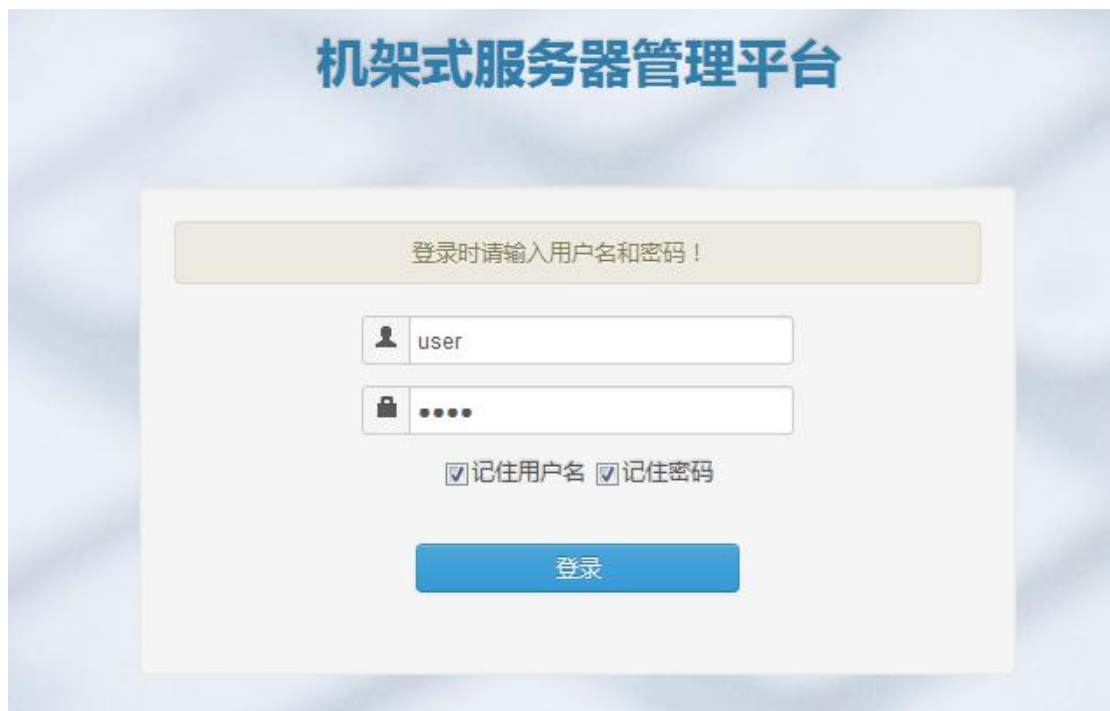 机架式服务器管理平台
登录时请输入用户名和密码！
user
••••
记住用户名 记住密码
登录